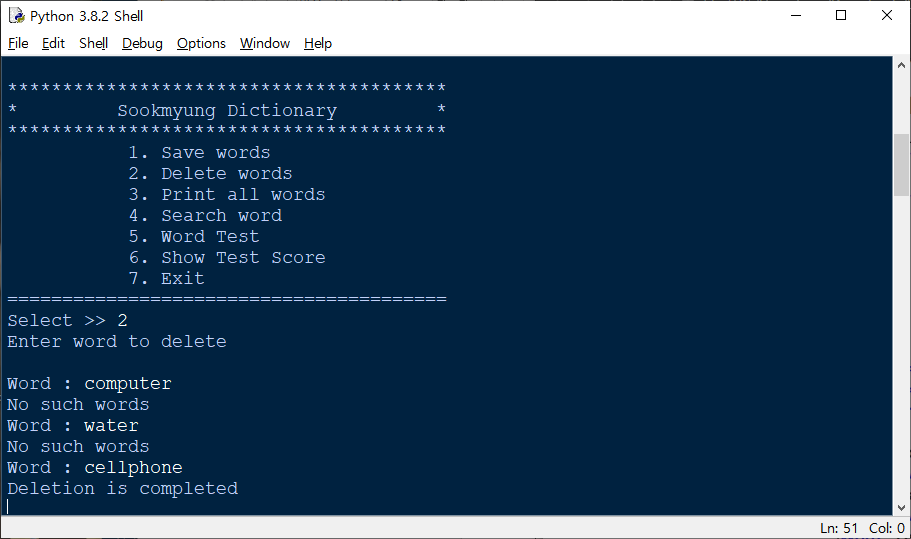 Python 3.8.2 Shell
File Edit Shell Debug Options Window Help
****************************************
* Sookmyung Dictionary *
****************************************
1. Save words
2. Delete words
3. Print all words
4. Search word
5. Word Test
6. Show Test Score
7. Exit
========================================
Select >> 2
Enter word to delete
Word : computer
No such words
Word : water
No such words
Word : cellphone
Deletion is completed
Ln: 51 Col: 0